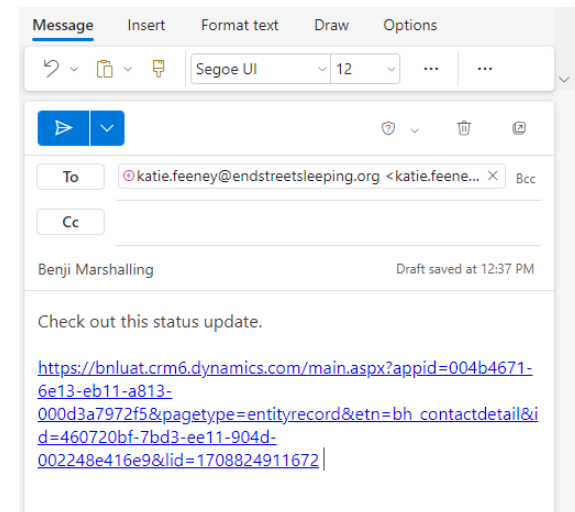 Message Insert Format text Draw Options
Segoe UI 12 ... ...
To katie.feeney@endstreetsleeping.org <katie.feene... Bcc
Cc
Benji Marshalling Draft saved at 12:37 PM
Check out this status update.
https://bnluat.crm6.dynamics.com/main.aspx?appid=004b4671-
6e13-eb11-a813-
000d3a7972f5&pagetype=entityrecord&etn=bh_contactdetail&i
d=460720bf-7bd3-ee11-904d-
002248e416e9&lid=1708824911672